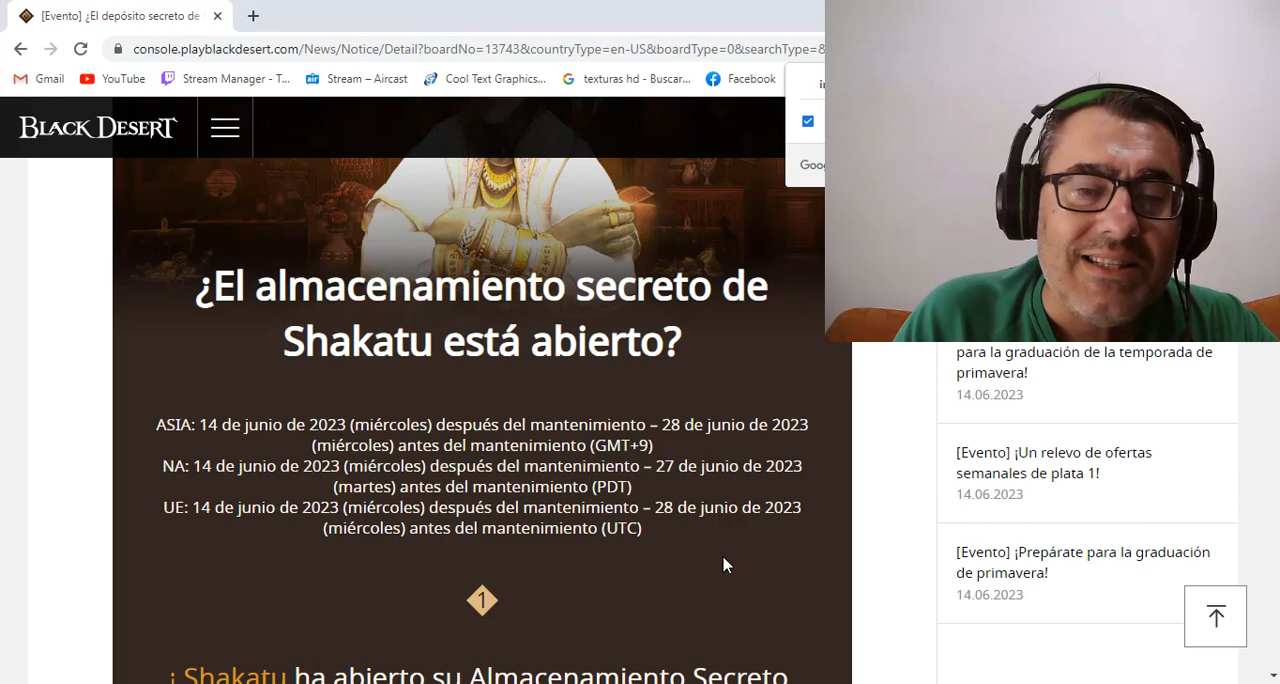 [Evento] ¿El depósito secreto de
console.playblackdesert.com/News/Notice/Detail?boardNo=13743&countryType=en-US&boardType=0&searchType=&
Gmail
YouTube
Stream Manager - T...
air
Stream – Aircast
Cool Text Graphics...
texturas hd - Buscar...
Facebook
BLACK DESERT
Goo
¿El almacenamiento secreto de
Shakatu está abierto?
ASIA: 14 de junio de 2023 (miércoles) después del mantenimiento – 28 de junio de 2023
(miércoles) antes del mantenimiento (GMT+9)
NA: 14 de junio de 2023 (miércoles) después del mantenimiento – 27 de junio de 2023
(martes) antes del mantenimiento (PDT)
UE: 14 de junio de 2023 (miércoles) después del mantenimiento – 28 de junio de 2023
(miércoles) antes del mantenimiento (UTC)
1
¡ Shakatu ha abierto su Almacenamiento Secreto
para la graduación de la temporada de
primavera!
14.06.2023
[Evento] ¡Un relevo de ofertas
semanales de plata 1!
14.06.2023
[Evento] ¡Prepárate para la graduación
de primavera!
14.06.2023